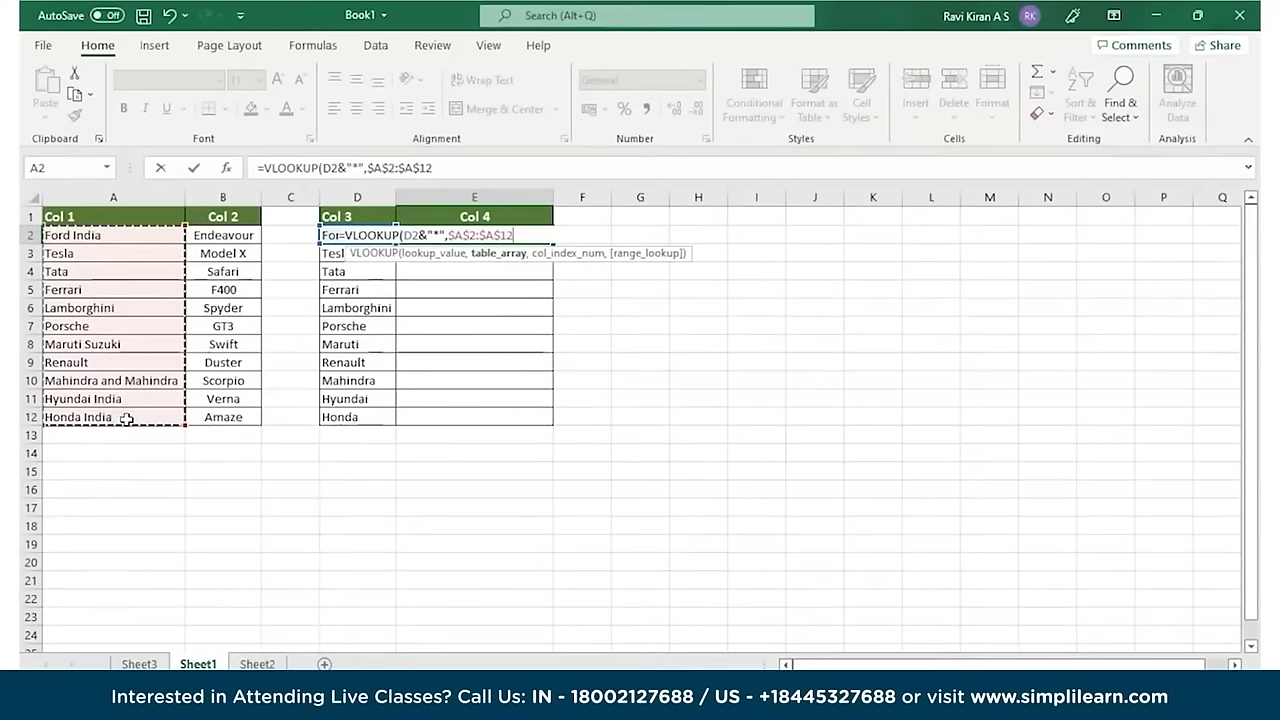 AutoSave Off Book1 Search (Alt+Q) Ravi Kiran A S RK
File Home Insert Page Layout Formulas Data Review View Help Comments Share
Paste 11 A A Wrap Text General Conditional Formatting Format as Table Cell Styles Insert Delete Format Sort & Filter Find & Select Analyze Data
B I U A Merge & Center % 
Clipboard Font Alignment Number Styles Cells Editing Analysis
A2 fx =VLOOKUP(D2&"*",$A$2:$A$12
A B C D E F G H I J K L M N O P Q
1 Col 1 Col 2 Col 3 Col 4
2 Ford India Endeavour For=VLOOKUP(D2&"*",$A$2:$A$12
3 Tesla Model X Tesl VLOOKUP(lookup_value, table_array, col_index_num, [range_lookup])
4 Tata Safari Tata
5 Ferrari F400 Ferrari
6 Lamborghini Spyder Lamborghini
7 Porsche GT3 Porsche
8 Maruti Suzuki Swift Maruti
9 Renault Duster Renault
10 Mahindra and Mahindra Scorpio Mahindra
11 Hyundai India Verna Hyundai
12 Honda India Amaze Honda
13
14
15
16
17
18
19
20
21
22
23
24
Sheet3 Sheet1 Sheet2
Interested in Attending Live Classes? Call Us: IN - 18002127688 / US - +18445327688 or visit www.simplilearn.com